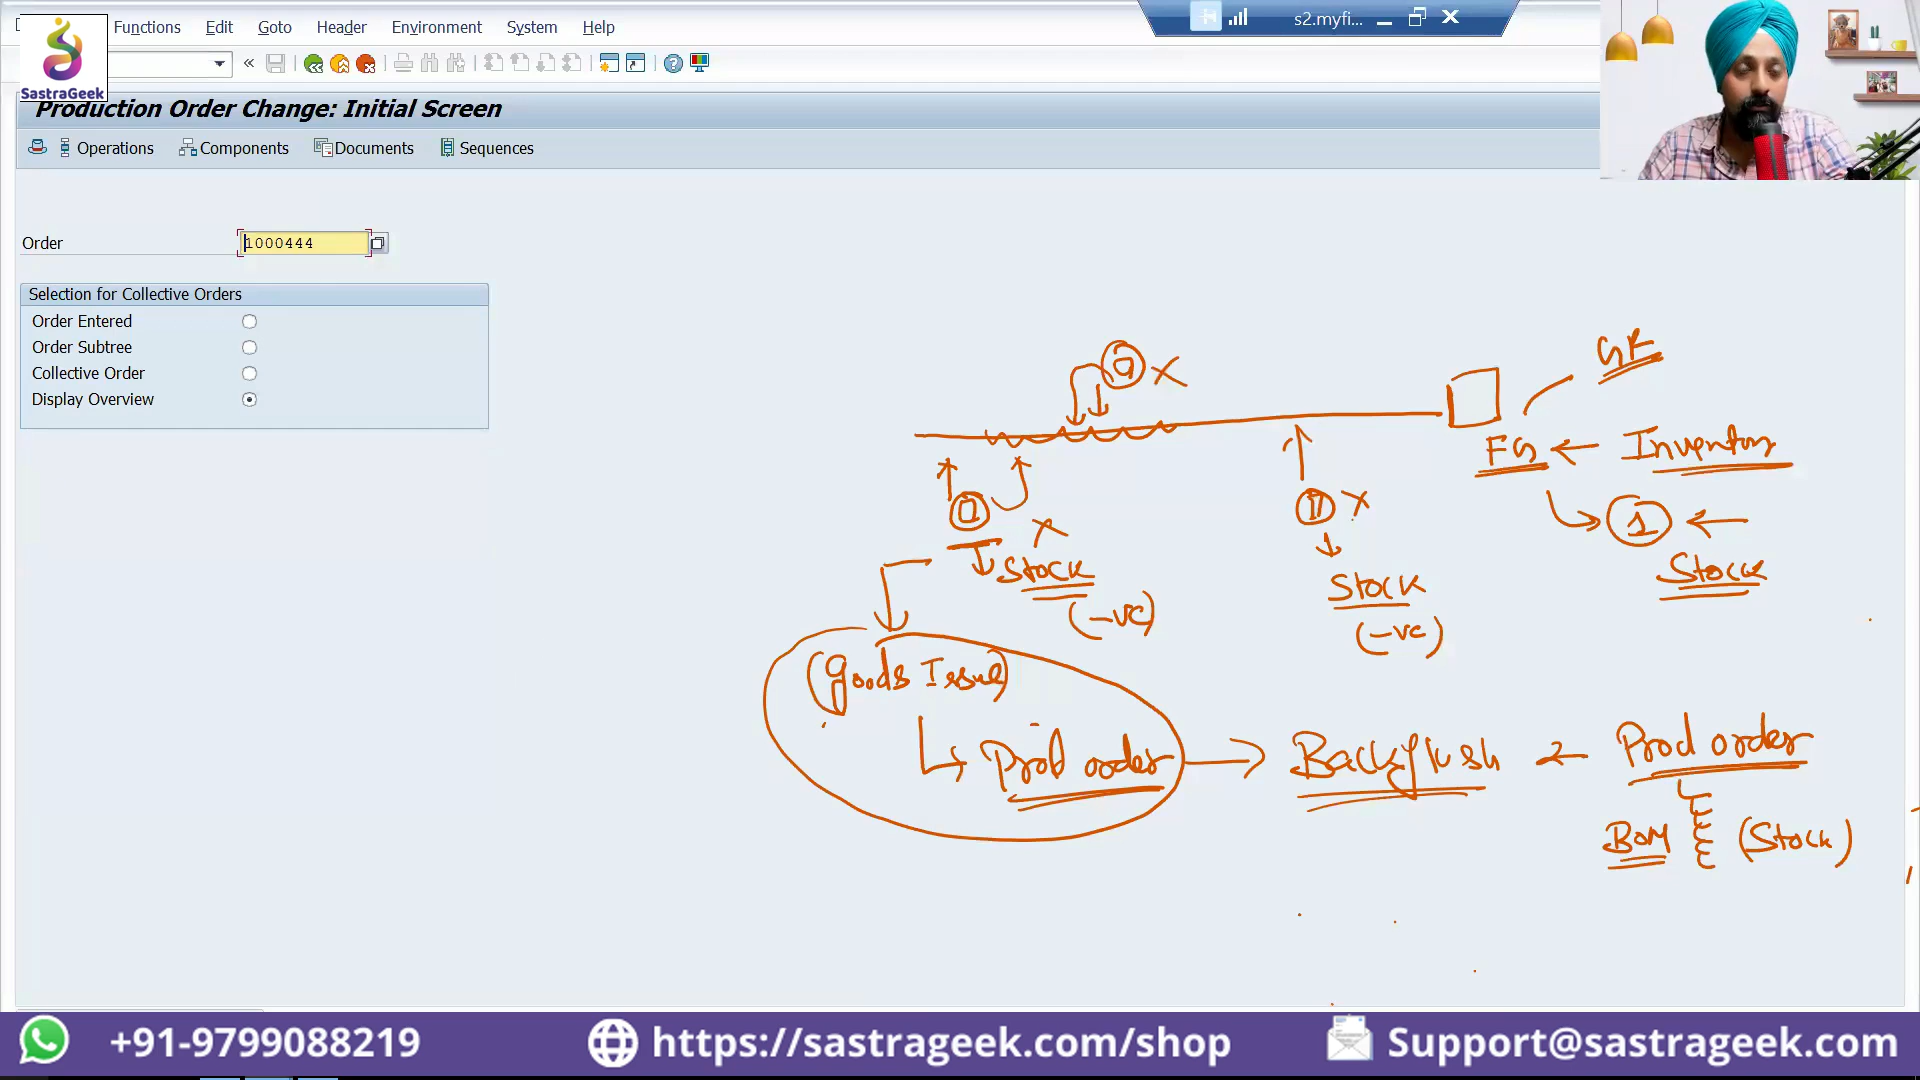 Functions Edit Goto Header Environment System Help
s2.myfi...
SastraGeek
Production Order Change: Initial Screen
Operations Components Documents Sequences
Order 1000444
Selection for Collective Orders
Order Entered
Order Subtree
Collective Order
Display Overview
GR
FG ← Inventory
1
Stock
Stock
(-ve)
Stock
(-ve)
(Goods Issue)
Prod order → Backflush ← Prod order
BOM (Stock)
+91-9799088219 https://sastrageek.com/shop Support@sastrageek.com